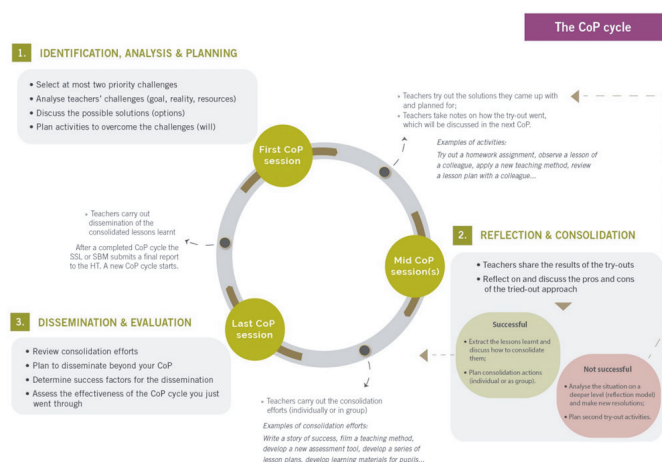 The CoP cycle
1. IDENTIFICATION, ANALYSIS & PLANNING
• Select at most two priority challenges
• Analyse teachers' challenges (goal, reality, resources)
• Discuss the possible solutions (options)
• Plan activities to overcome the challenges (will)
First CoP
session
• Teachers try out the solutions they came up with
and planned for;
• Teachers take notes on how the try-out went,
which will be discussed in the next CoP.
Examples of activities:
Try out a homework assignment, observe a lesson of
a colleague, apply a new teaching method, review
a lesson plan with a colleague...
Mid CoP
session(s)
2. REFLECTION & CONSOLIDATION
• Teachers share the results of the try-outs
• Reflect on and discuss the pros and cons
of the tried-out approach
Successful
• Extract the lessons learnt and
discuss how to consolidate
them;
• Plan consolidation actions
(individual or as group).
Not successful
• Analyse the situation on a
deeper level (reflection model)
and make new resolutions;
• Plan second try-out activities.
• Teachers carry out the consolidation
efforts (individually or in group)
Examples of consolidation efforts:
Write a story of success, film a teaching method,
develop a new assessment tool, develop a series of
lesson plans, develop learning materials for pupils...
Last CoP
session
3. DISSEMINATION & EVALUATION
• Review consolidation efforts
• Plan to disseminate beyond your CoP
• Determine success factors for the dissemination
• Assess the effectiveness of the CoP cycle you just
went through
• Teachers carry out
dissemination of the
consolidated lessons learnt
After a completed CoP cycle the
SSL or SBM submits a final report
to the HT. A new CoP cycle starts.